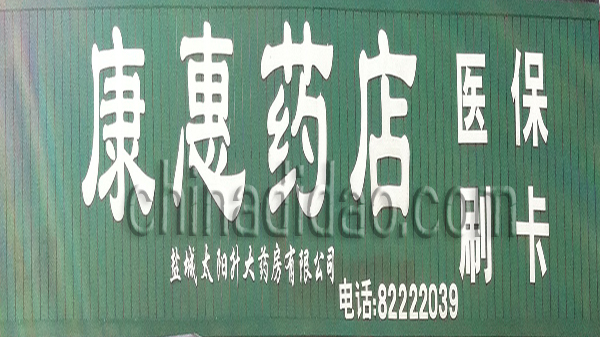 康惠药店
医保
刷卡
chinadidao.com
盐城太阳升大药房有限公司
电话:82222039